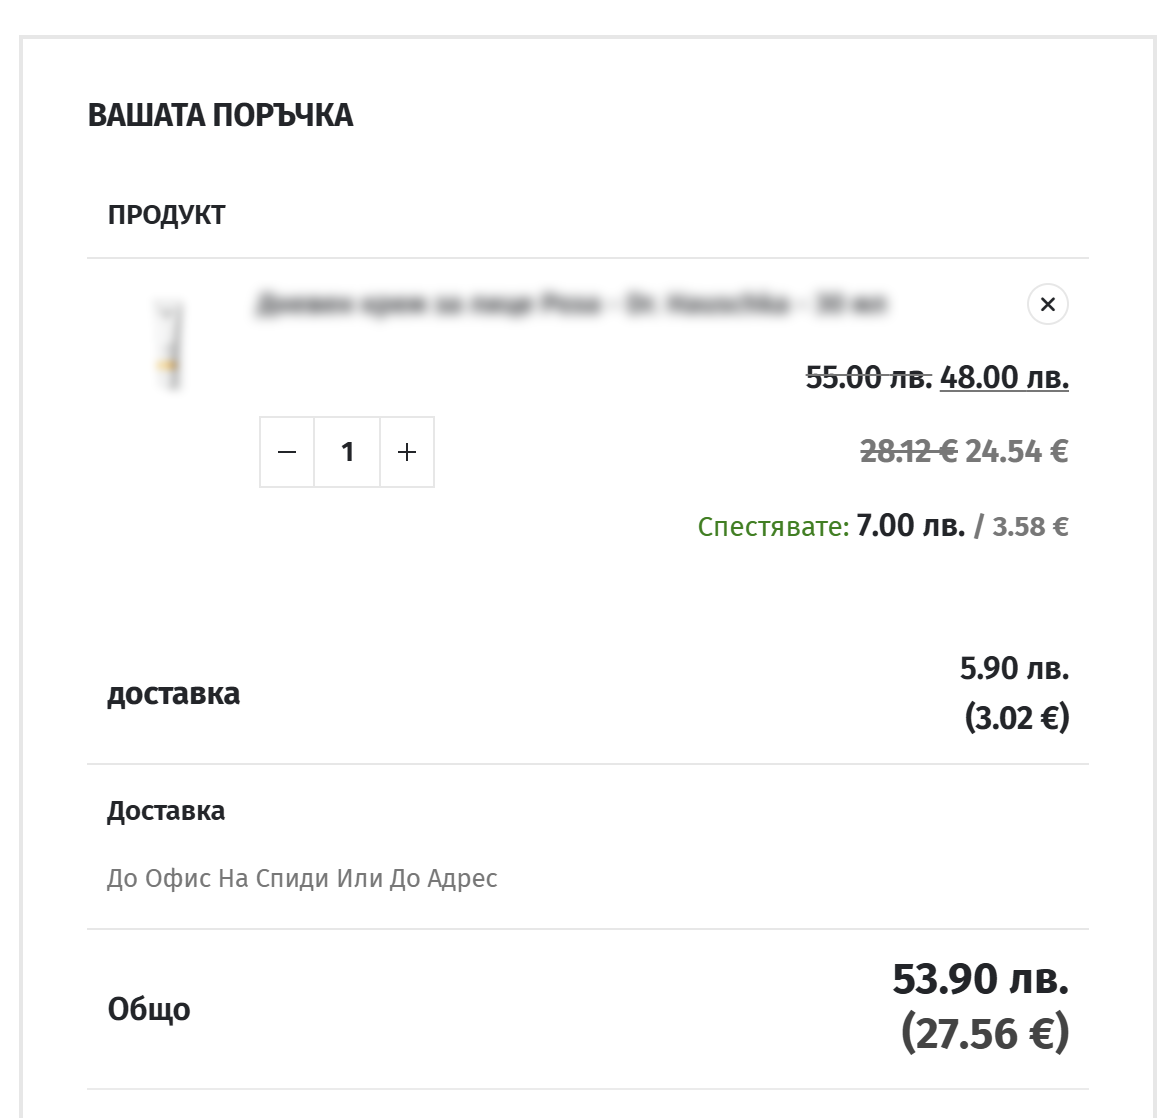 ВАШАТА ПОРЪЧКА
ПРОДУКТ
55.00 лв. 48.00 лв.
− 1 +
28.12 € 24.54 €
Спестявате: 7.00 лв. / 3.58 €
доставка
5.90 лв.
(3.02 €)
Доставка
До Офис На Спиди Или До Адрес
Общо
53.90 лв.
(27.56 €)